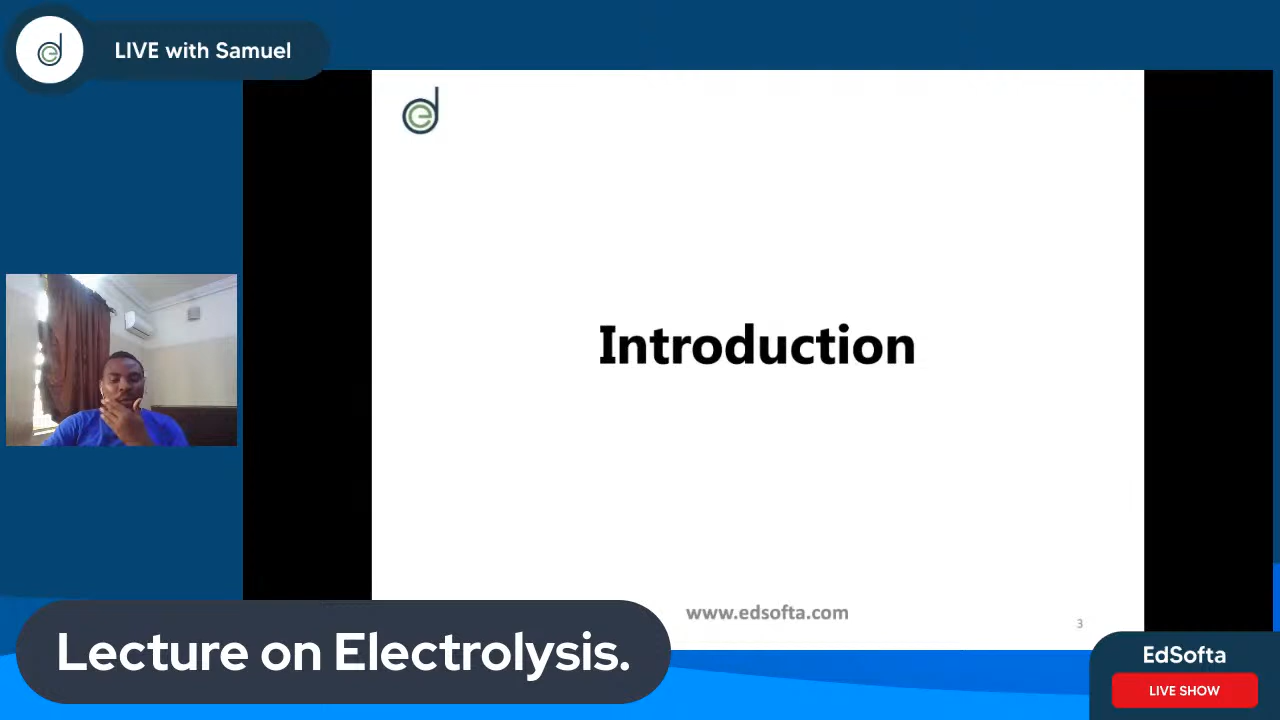 LIVE with Samuel
Introduction
www.edsofta.com
3
Lecture on Electrolysis.
EdSofta
LIVE SHOW